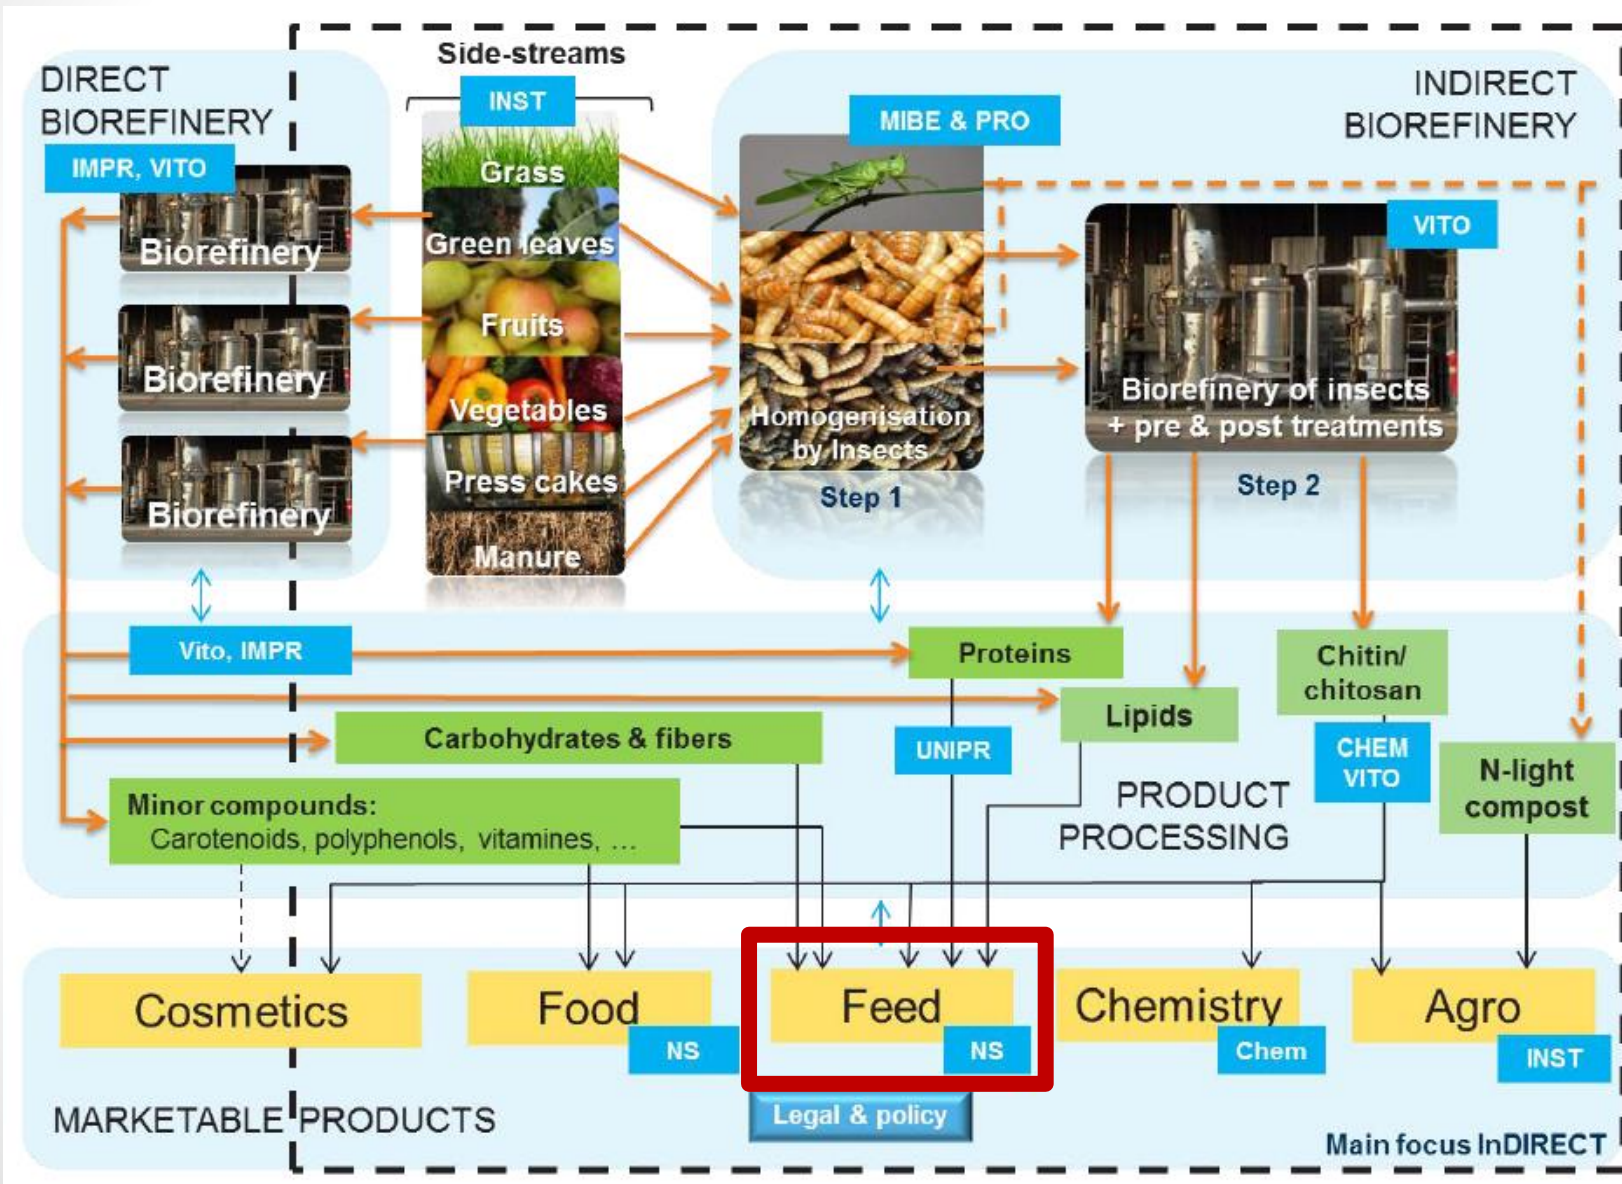 Side-streams
DIRECT
BIOREFINERY
INST
INDIRECT
BIOREFINERY
MIBE & PRO
IMPR, VITO
Grass
Green leaves
Fruits
Vegetables
Press cakes
Manure
Biorefinery
Biorefinery
Biorefinery
Homogenisation
by Insects
Step 1
VITO
Biorefinery of insects
+ pre & post treatments
Step 2
Vito, IMPR
Proteins
Chitin/
chitosan
Lipids
Carbohydrates & fibers
UNIPR
CHEM
VITO
N-light
compost
Minor compounds:
Carotenoids, polyphenols, vitamines, ...
PRODUCT
PROCESSING
Cosmetics
Food
NS
Feed
NS
Chemistry
Chem
Agro
INST
Legal & policy
MARKETABLE PRODUCTS
Main focus InDIRECT